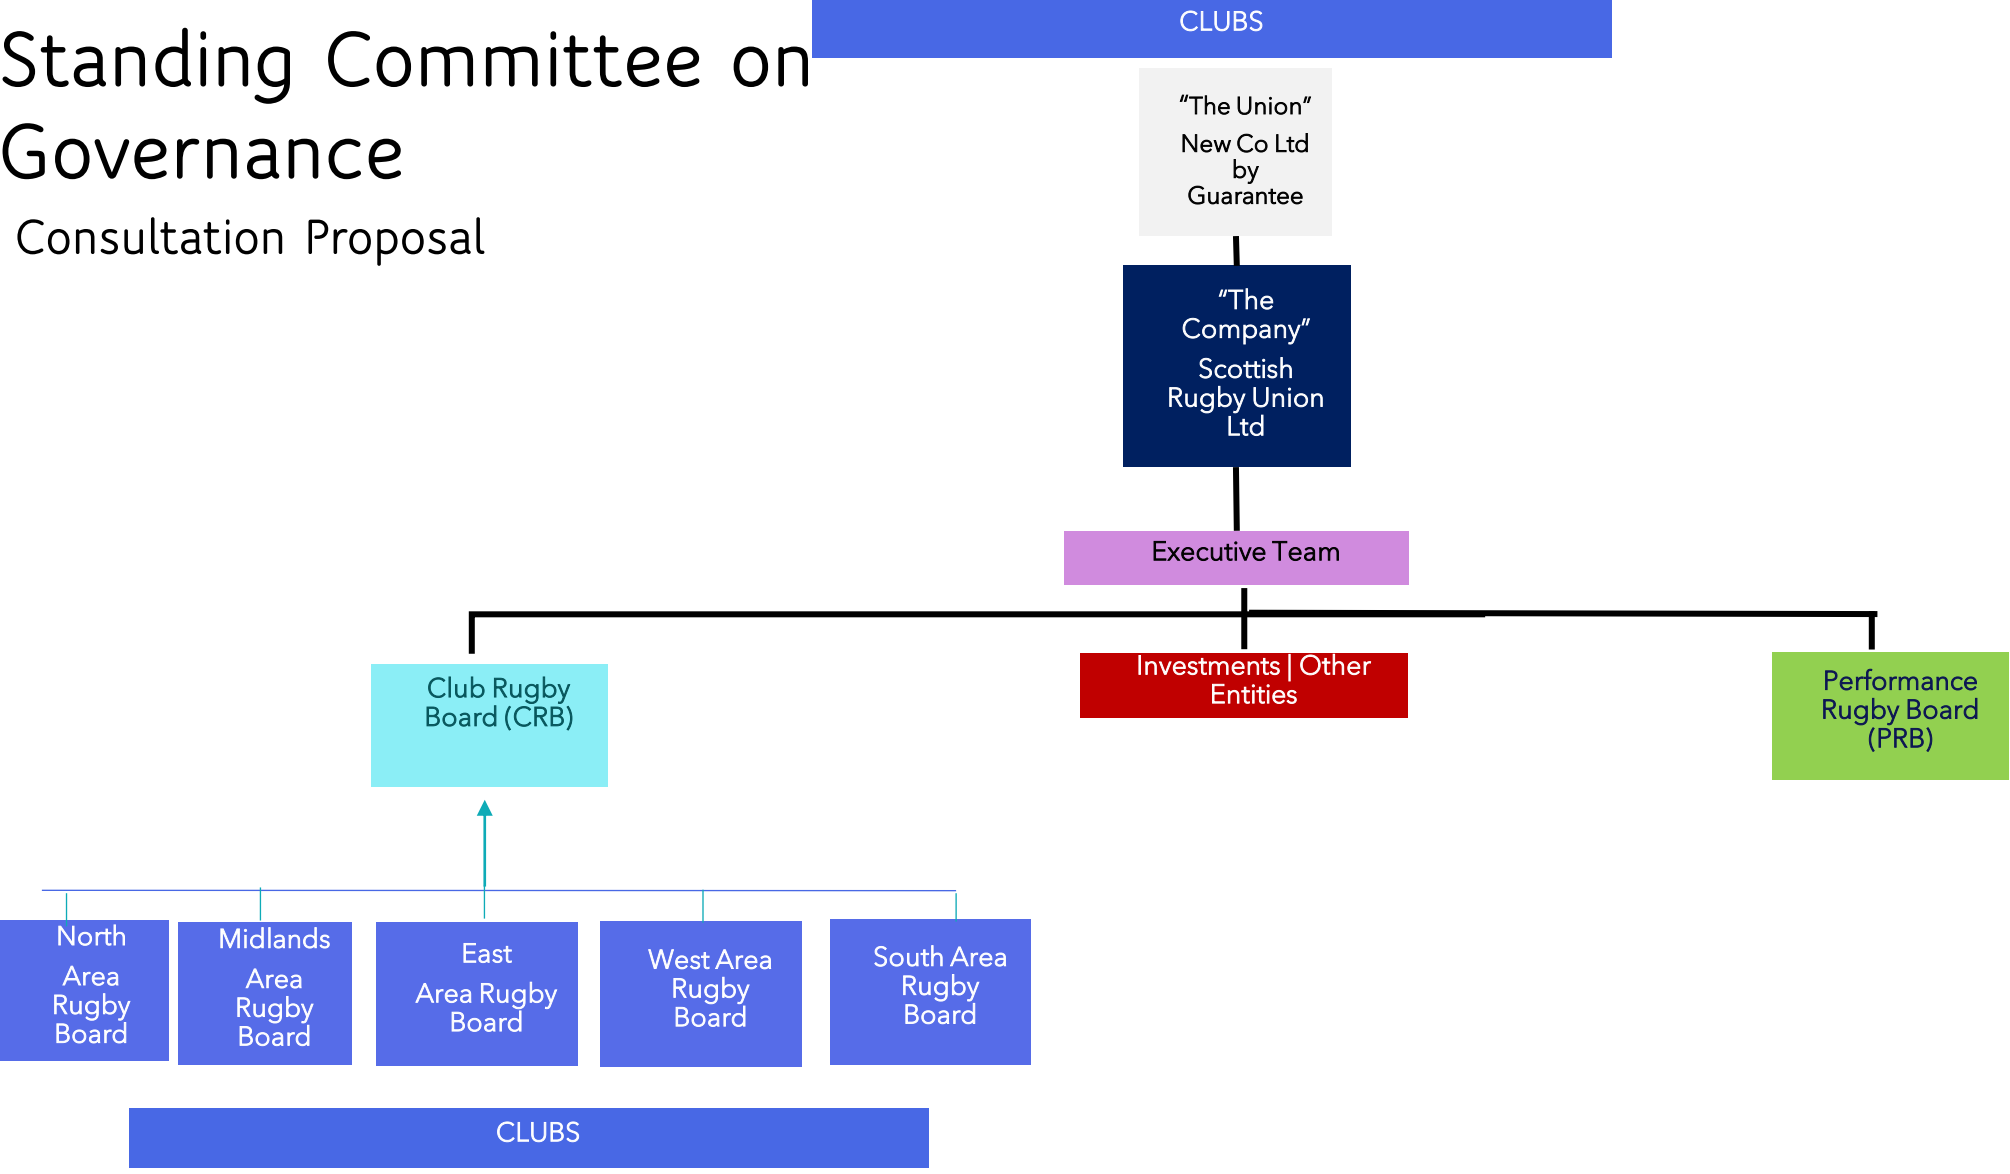 Standing Committee on
Governance
Consultation Proposal
CLUBS
“The Union”
New Co Ltd
by
Guarantee
“The
Company”
Scottish
Rugby Union
Ltd
Executive Team
Club Rugby
Board (CRB)
Investments | Other
Entities
Performance
Rugby Board
(PRB)
North
Area
Rugby
Board
Midlands
Area
Rugby
Board
East
Area Rugby
Board
West Area
Rugby
Board
South Area
Rugby
Board
CLUBS